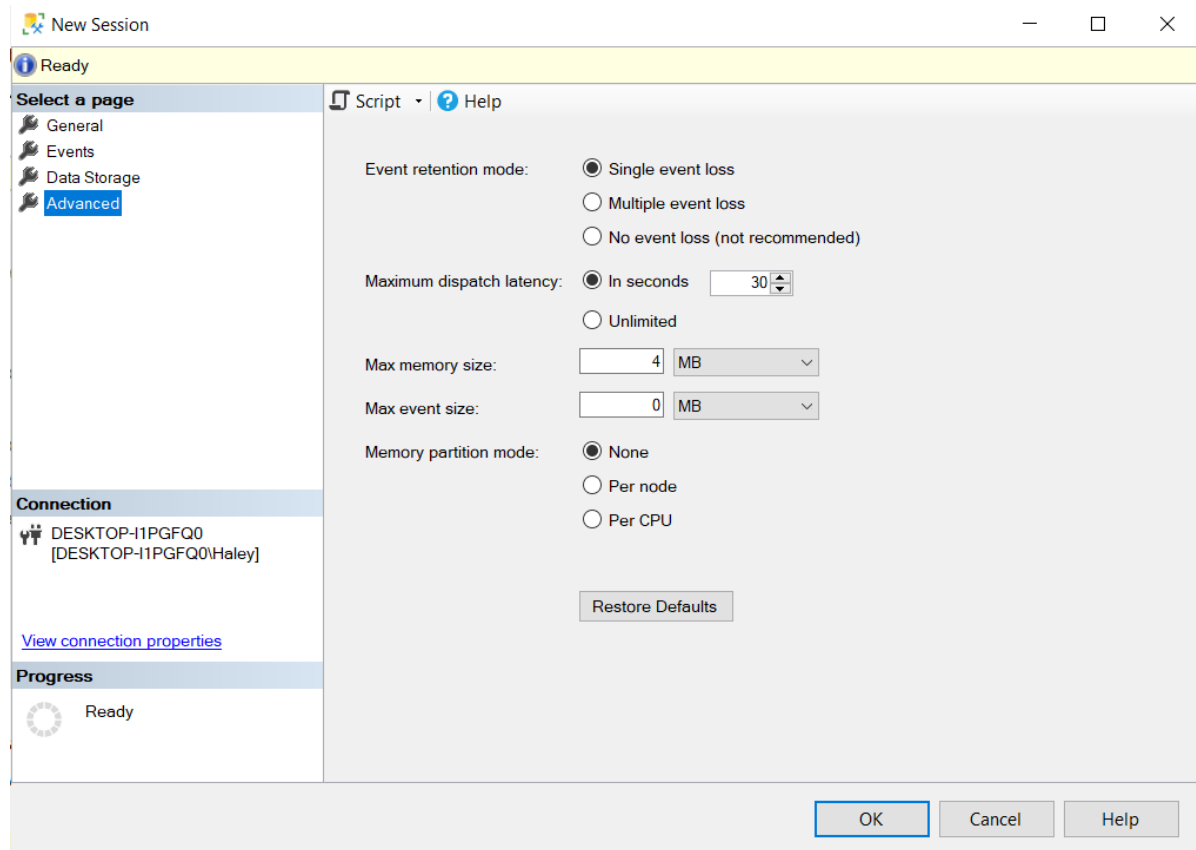 New Session
Ready
Select a page
General
Events
Data Storage
Advanced
Connection
DESKTOP-I1PGFQ0
[DESKTOP-I1PGFQ0\Haley]
View connection properties
Progress
Ready
Script Help
Event retention mode: Single event loss
Multiple event loss
No event loss (not recommended)
Maximum dispatch latency: In seconds 30
Unlimited
Max memory size: 4 MB
Max event size: 0 MB
Memory partition mode: None
Per node
Per CPU
Restore Defaults
OK Cancel Help